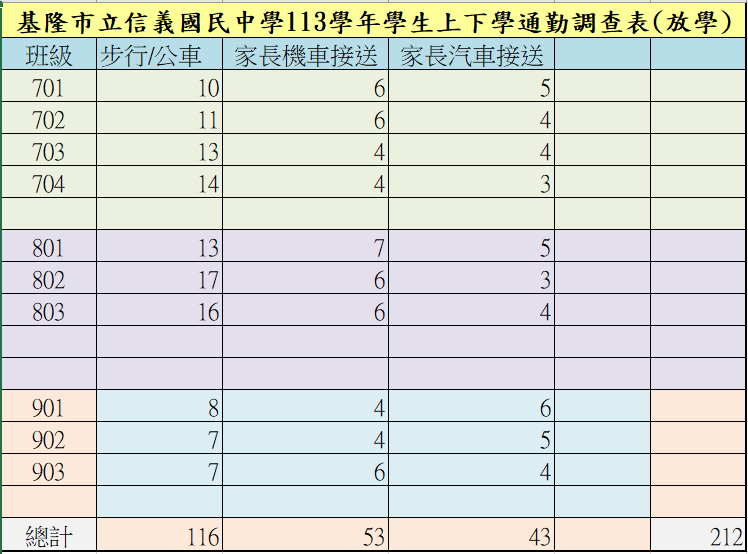 基隆市立信義國民中學113學年學生上下學通勤調查表(放學)
班級 步行/公車 家長機車接送 家長汽車接送
701 10 6 5
702 11 6 4
703 13 4 4
704 14 4 3
801 13 7 5
802 17 6 3
803 16 6 4
901 8 4 6
902 7 4 5
903 7 6 4
總計 116 53 43 212